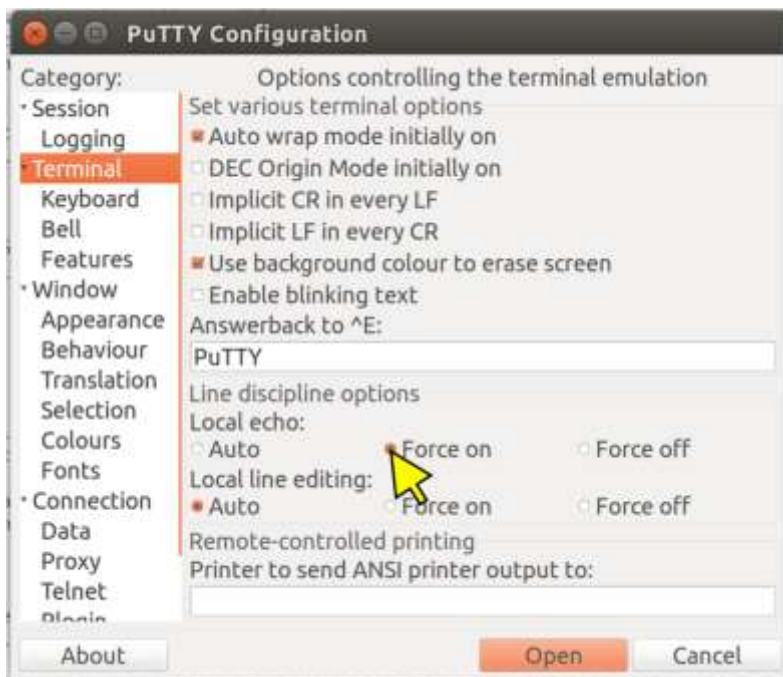 PuTTY Configuration
Category:
Session
Logging
Terminal
Keyboard
Bell
Features
Window
Appearance
Behaviour
Translation
Selection
Colours
Fonts
Connection
Data
Proxy
Telnet
Rlogin
About
Options controlling the terminal emulation
Set various terminal options
Auto wrap mode initially on
DEC Origin Mode initially on
Implicit CR in every LF
Implicit LF in every CR
Use background colour to erase screen
Enable blinking text
Answerback to ^E:
PuTTY
Line discipline options
Local echo:
Auto Force on Force off
Local line editing:
Auto Force on Force off
Remote-controlled printing
Printer to send ANSI printer output to:
Open Cancel